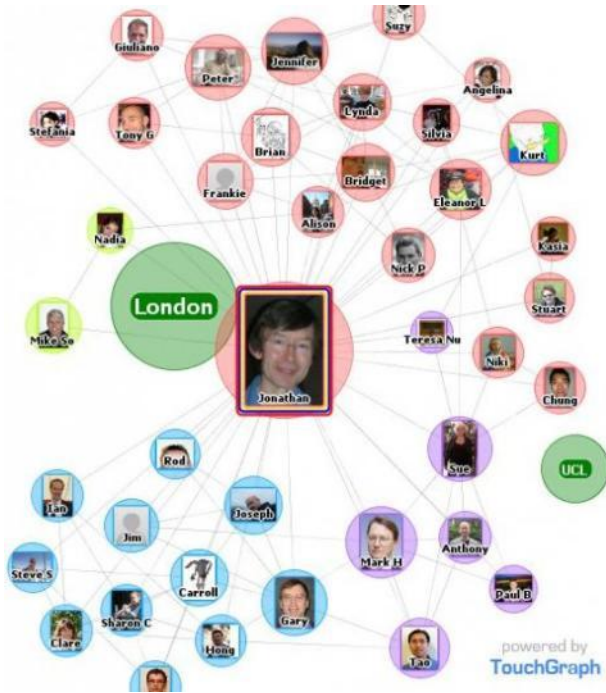 Suzy
Giuliano
Jennifer
Peter
Angelina
Lynda
Stefania
Tony G
Silvia
Brian
Kurt
Bridget
Frankie
Eleanor L
Alison
Nadia
Kasia
Nick P
London
Stuart
Mike So
Teresa Nu
Niki
Jonathan
Chung
Rod
Sue
UCL
Ian
Joseph
Jim
Anthony
Mark H
Steve S
Carroll
Paul B
Sharon C
Gary
Clare
Hong
Tao
powered by
TouchGraph